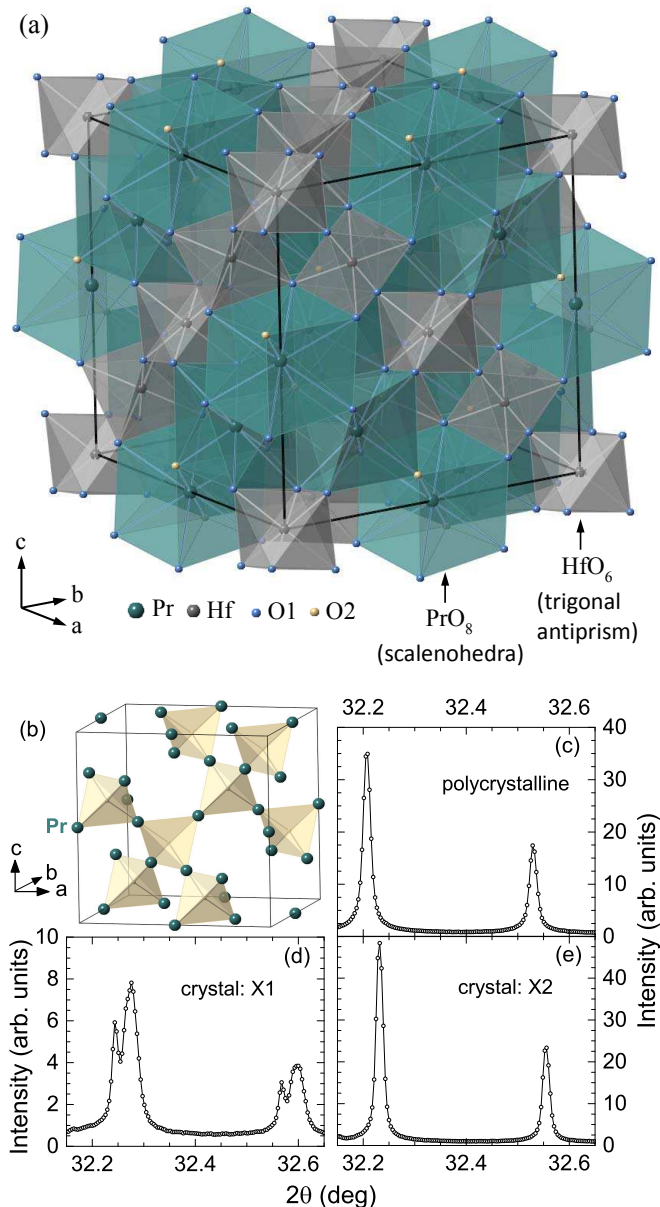 (a)
c
b
a
Pr
Hf
O1
O2
PrO₈
(scalenohedra)
HfO₆
(trigonal
antiprism)
(b)
Pr
c
b
a
32.2 32.4 32.6
(c)
polycrystalline
40
30
20
10
0
Intensity (arb. units)
(d)
crystal: X1
10
8
6
4
2
0
Intensity (arb. units)
32.2 32.4 32.6
(e)
crystal: X2
40
30
20
10
0
Intensity (arb. units)
32.2 32.4 32.6
2θ (deg)